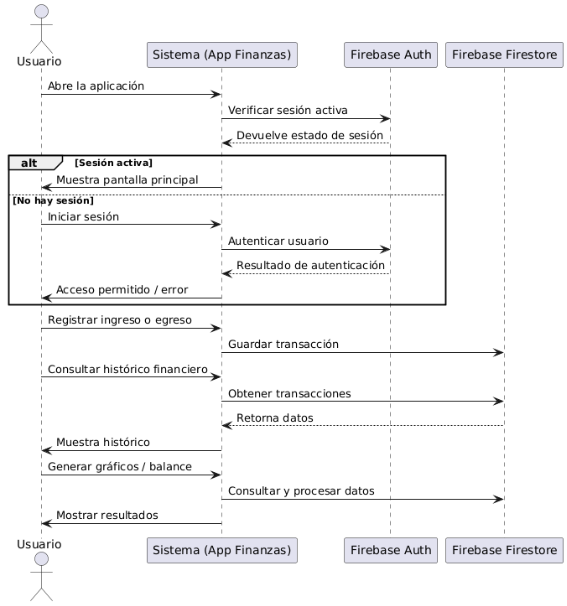 Usuario
Sistema (App Finanzas)
Firebase Auth
Firebase Firestore
Abre la aplicación
Verificar sesión activa
Devuelve estado de sesión
alt
[Sesión activa]
Muestra pantalla principal
[No hay sesión]
Iniciar sesión
Autenticar usuario
Resultado de autenticación
Acceso permitido / error
Registrar ingreso o egreso
Guardar transacción
Consultar histórico financiero
Obtener transacciones
Retorna datos
Muestra histórico
Generar gráficos / balance
Consultar y procesar datos
Mostrar resultados
Usuario
Sistema (App Finanzas)
Firebase Auth
Firebase Firestore